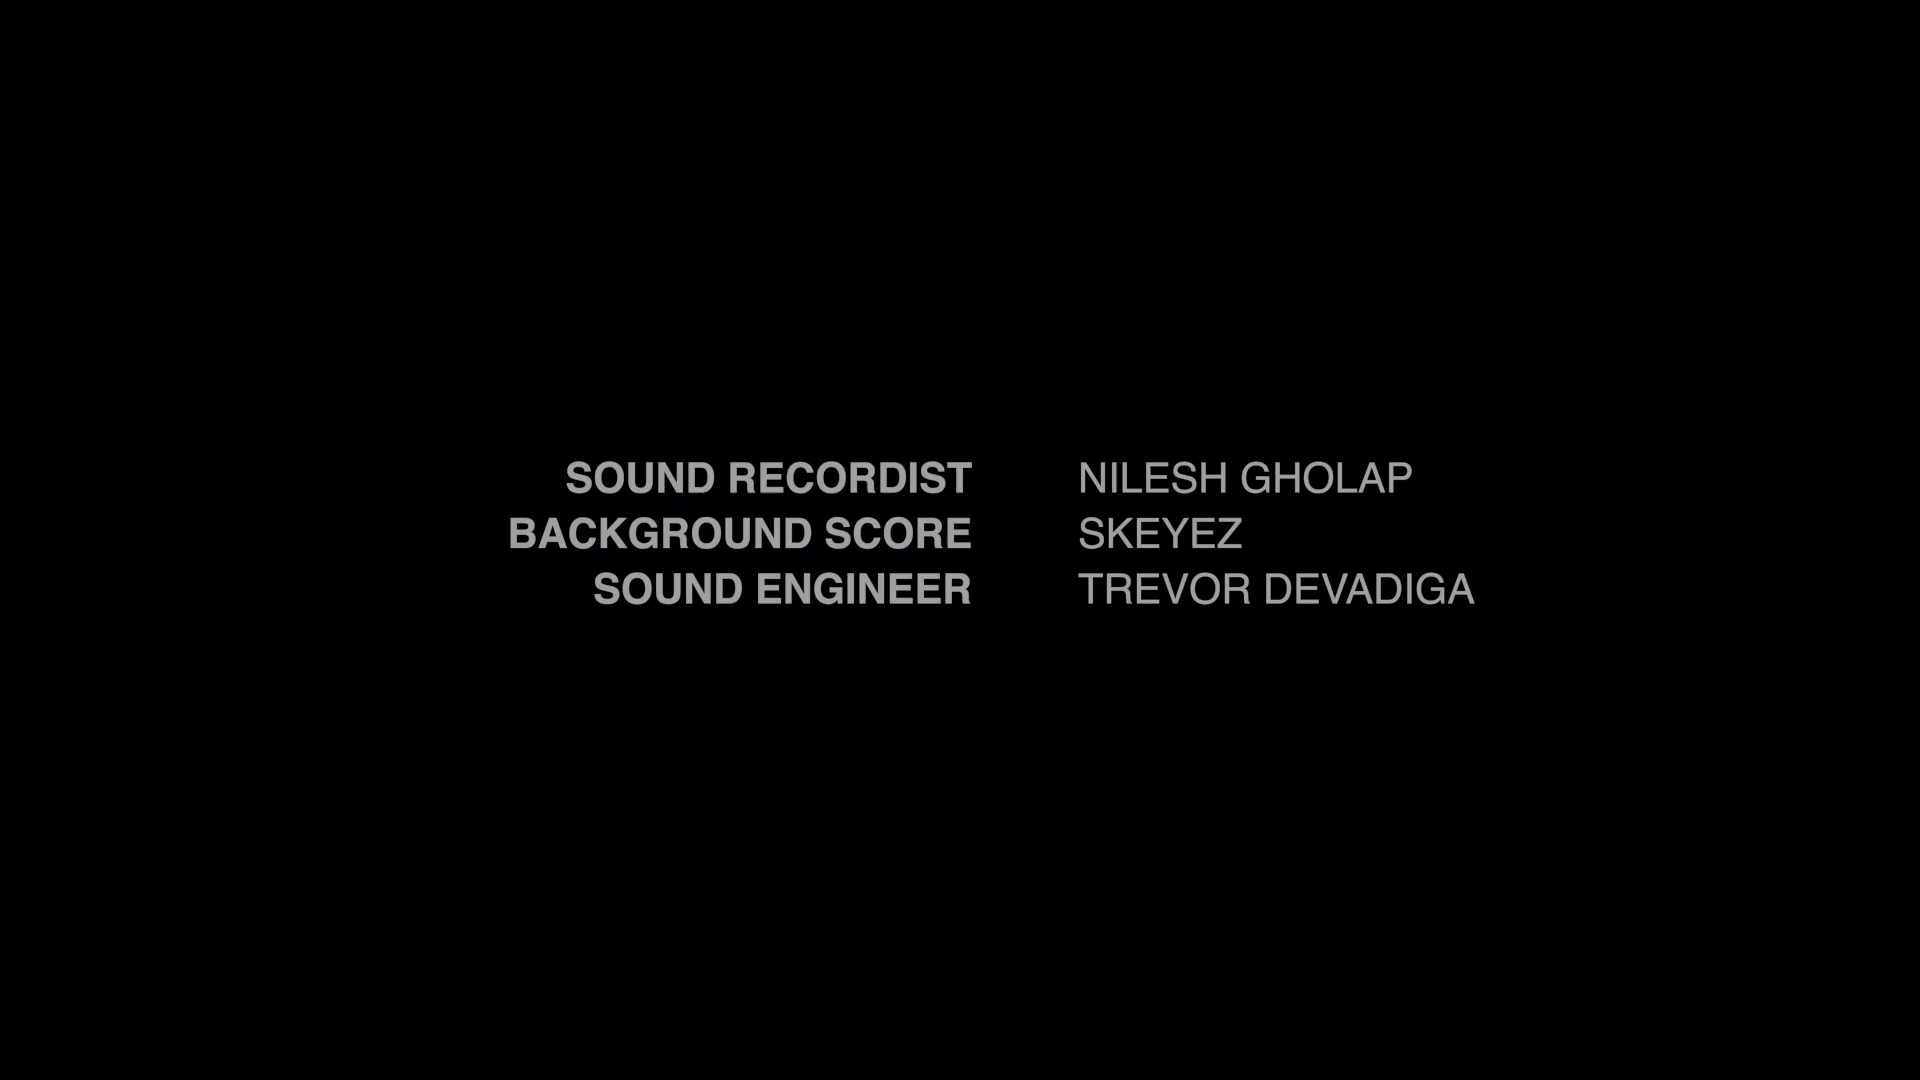 SOUND RECORDIST NILESH GHOLAP
BACKGROUND SCORE SKEYEZ
SOUND ENGINEER TREVOR DEVADIGA